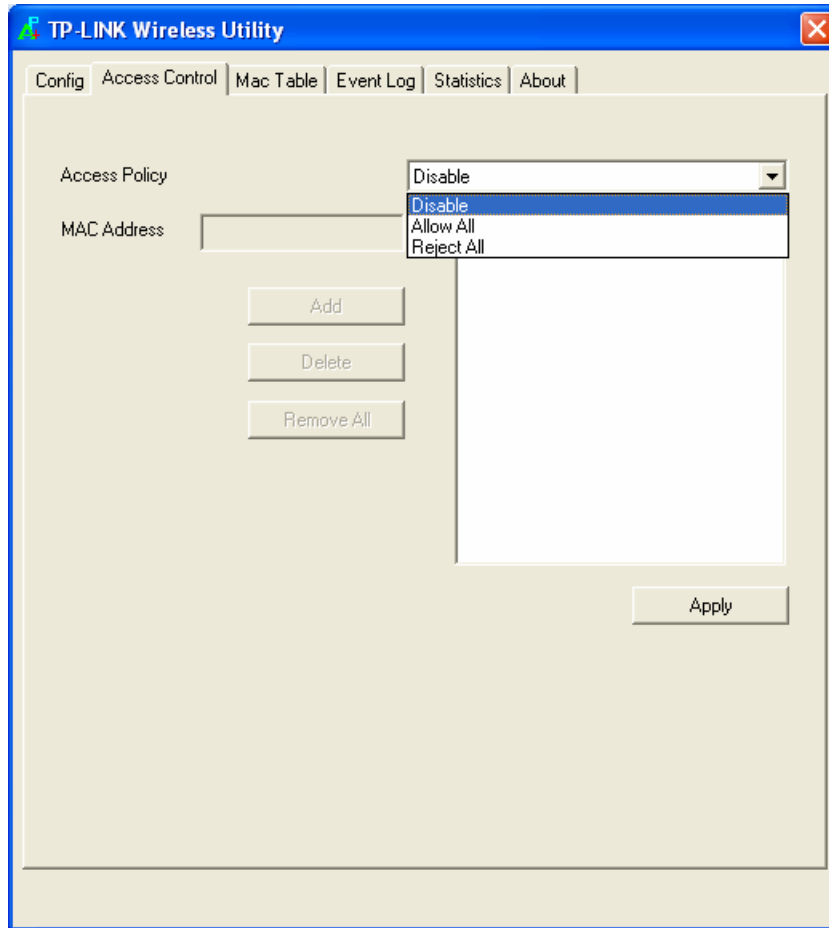 TP-LINK Wireless Utility
Config Access Control Mac Table Event Log Statistics About
Access Policy Disable
Disable
MAC Address Allow All
Reject All
Add
Delete
Remove All
Apply